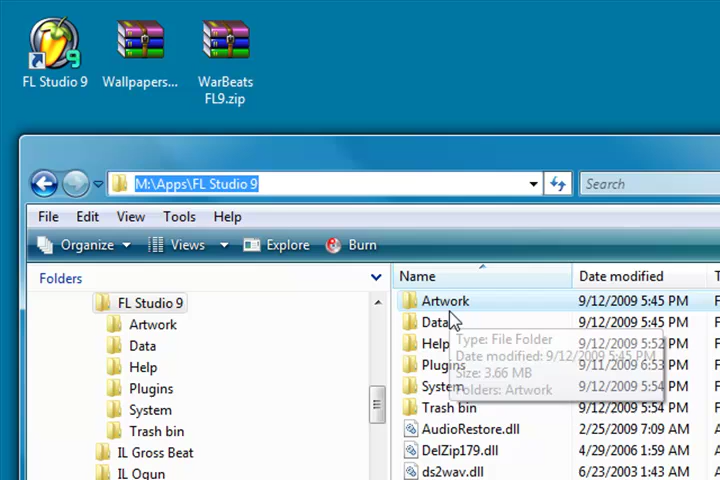 FL Studio 9
Wallpapers...
WarBeats
FL9.zip
M:\Apps\FL Studio 9
Search
File Edit View Tools Help
Organize Views Explore Burn
Folders
Name Date modified T
FL Studio 9
Artwork
Data
Help
Plugins
System
Trash bin
IL Gross Beat
IL Ogun
Artwork 9/12/2009 5:45 PM F
Data 9/12/2009 5:45 PM F
Help 9/12/2009 5:52 PM F
Plugins 9/11/2009 6:53 PM F
System 9/12/2009 5:54 PM F
Trash bin 9/12/2009 5:54 PM F
AudioRestore.dll 2/25/2009 7:09 AM A
DelZip179.dll 4/29/2006 1:59 AM A
ds2wav.dll 6/23/2003 1:43 AM A
Type: File Folder
Date modified: 9/12/2009 5:45 PM
Size: 3.66 MB
Folders: Artwork